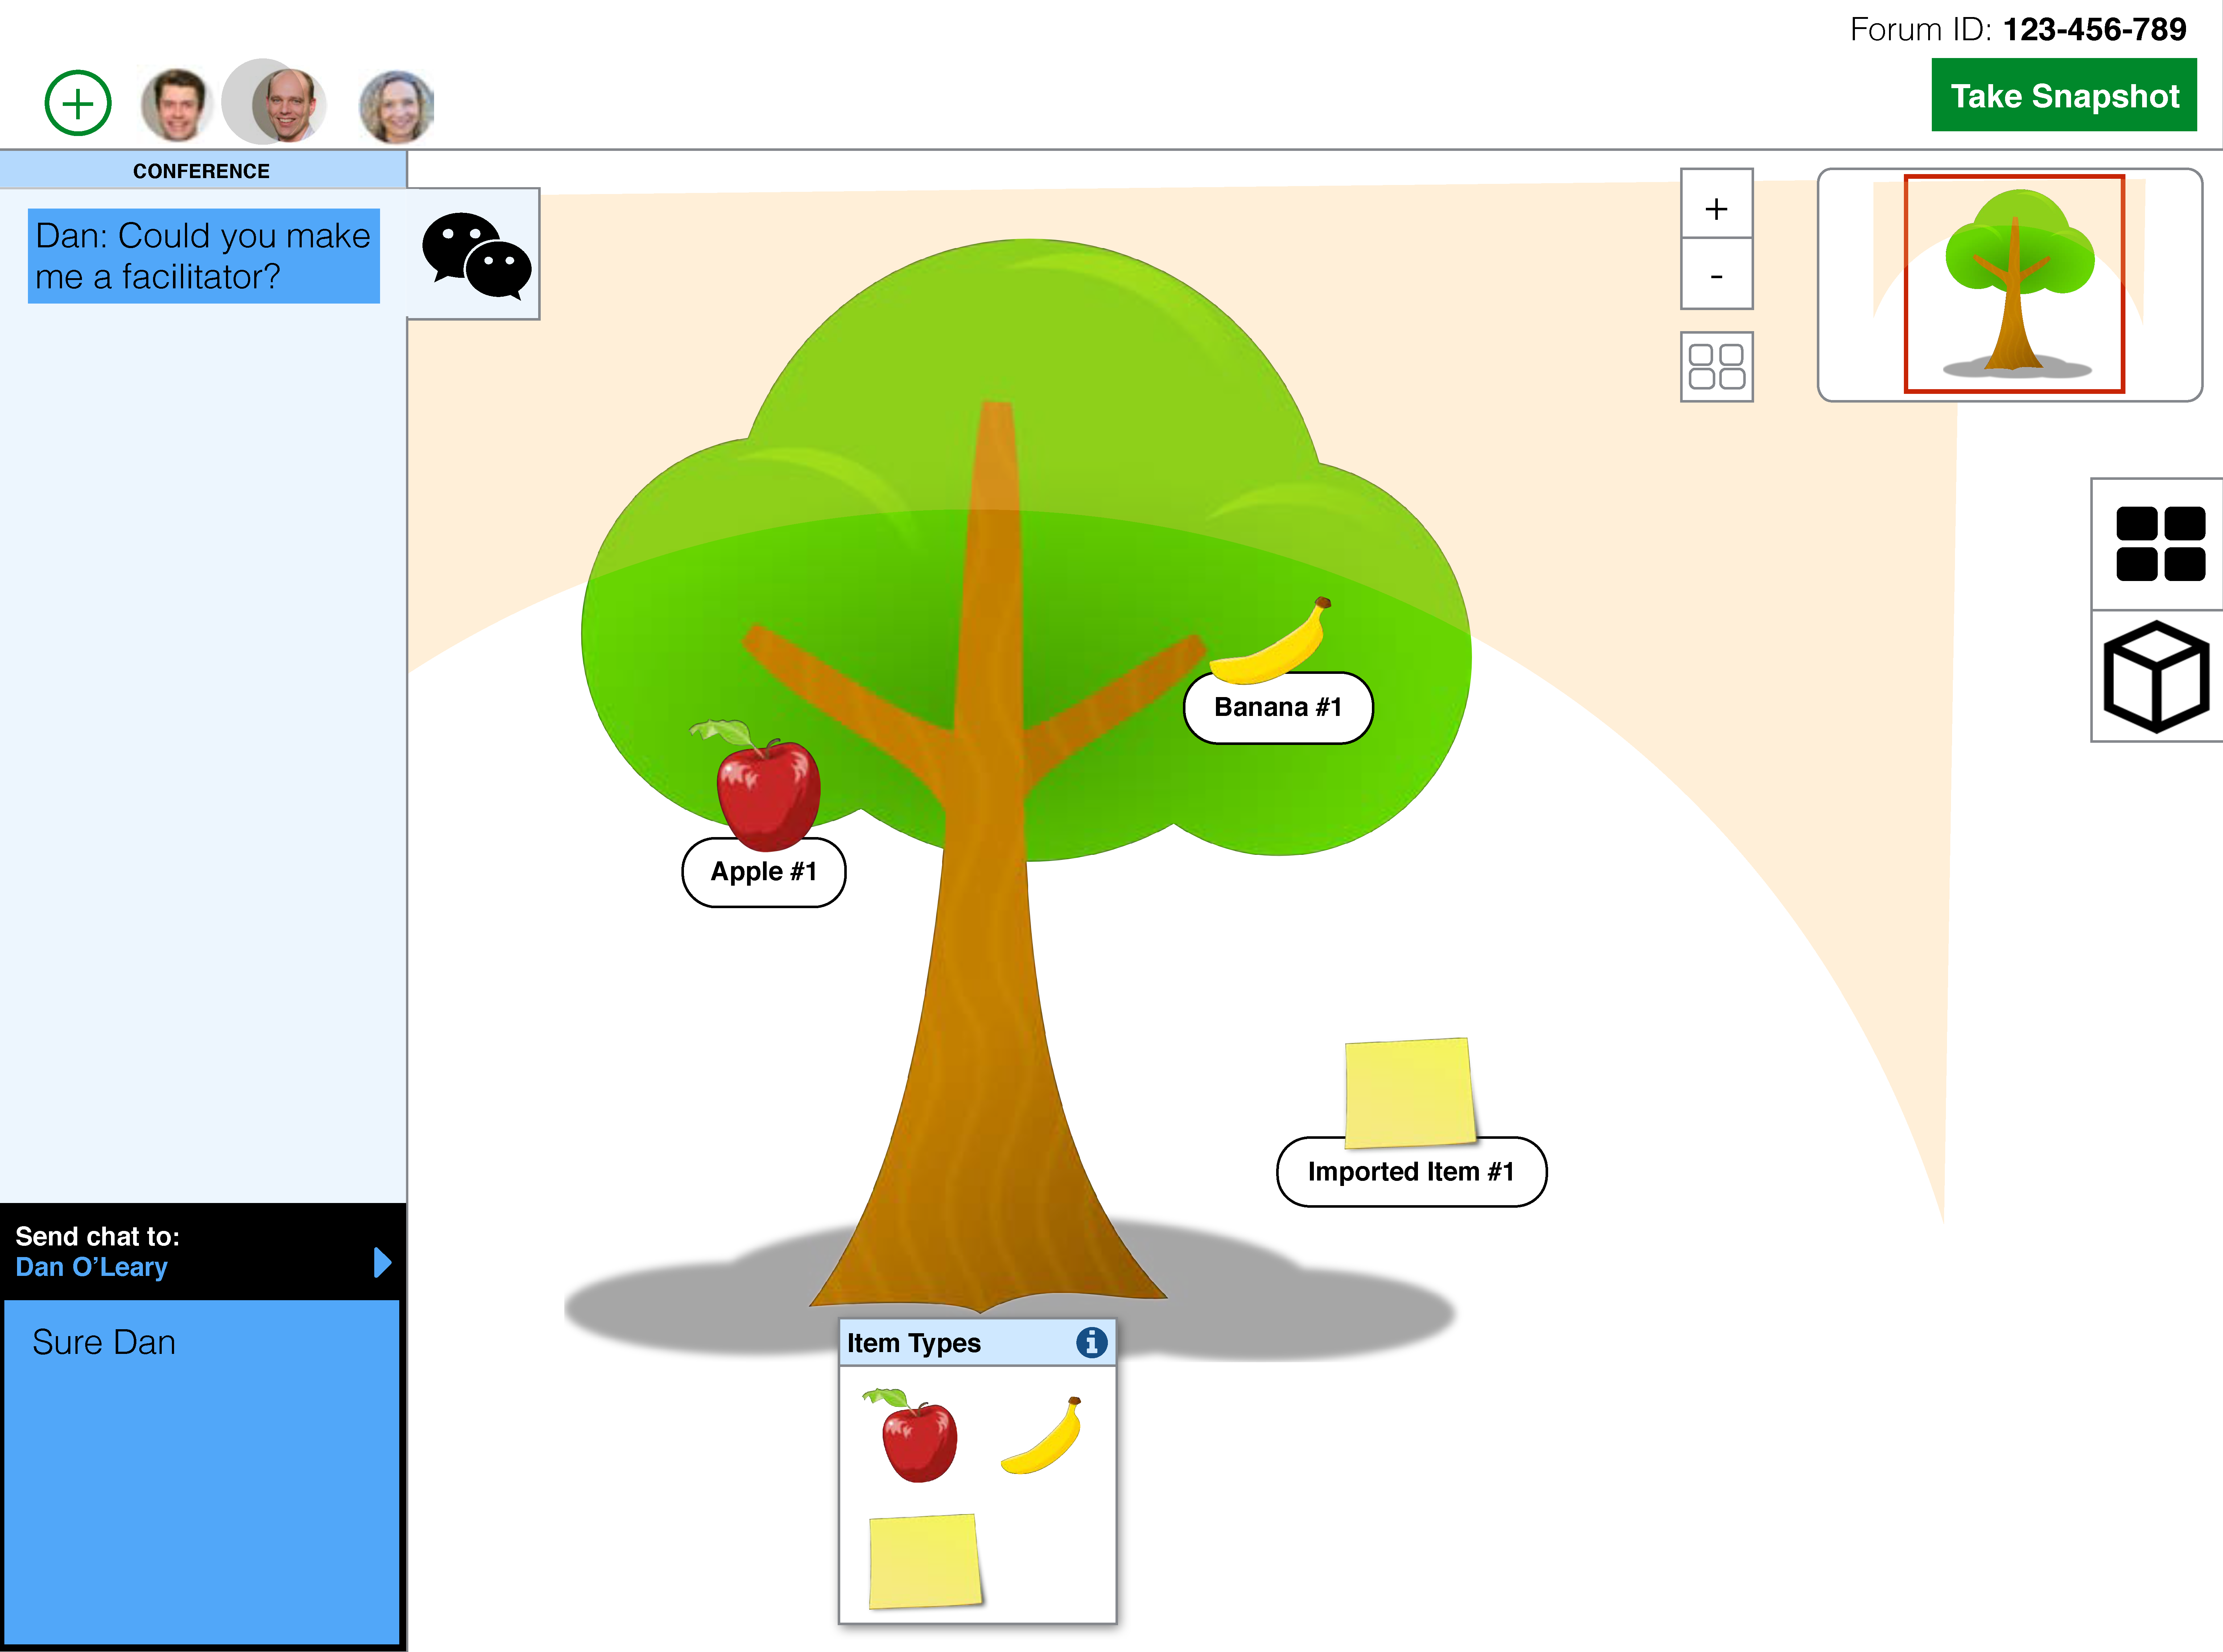 Forum ID: 123-456-789
Take Snapshot
CONFERENCE
Dan: Could you make
me a facilitator?
+
-
Banana #1
Apple #1
Imported Item #1
Send chat to:
Dan O’Leary
Sure Dan
Item Types